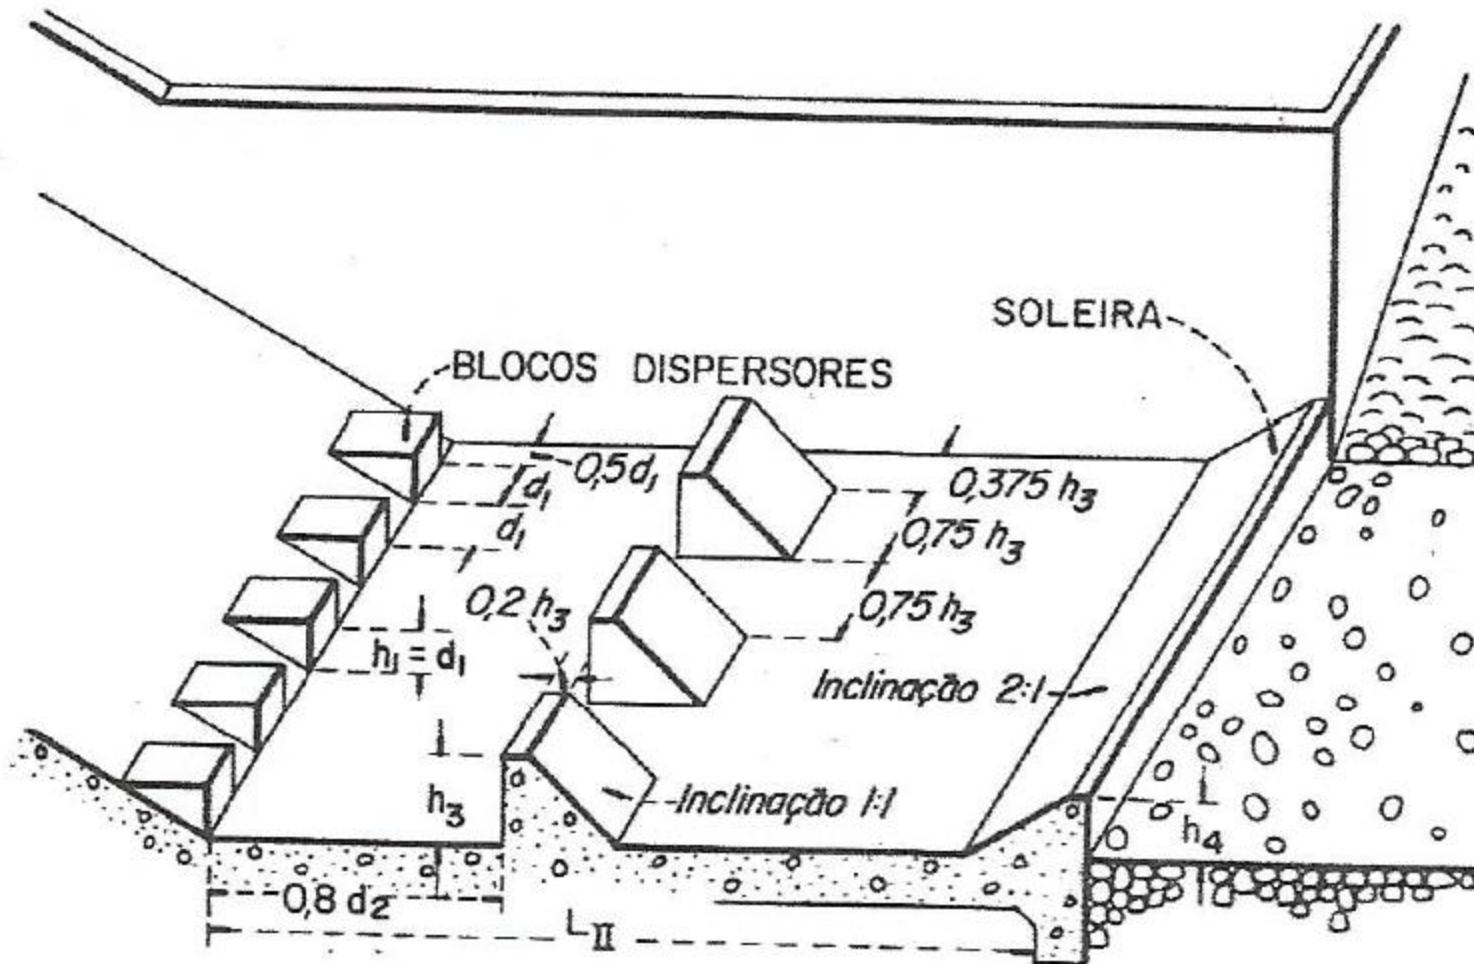 SOLEIRA
BLOCOS DISPERSORES
0,5d₁
d₁
d₁
0,375 h₃
0,75 h₃
0,75 h₃
0,2 h₃
h₁ = d₁
Inclinação 2:1
h₃
Inclinação 1:1
h₄
0,8 d₂
L II